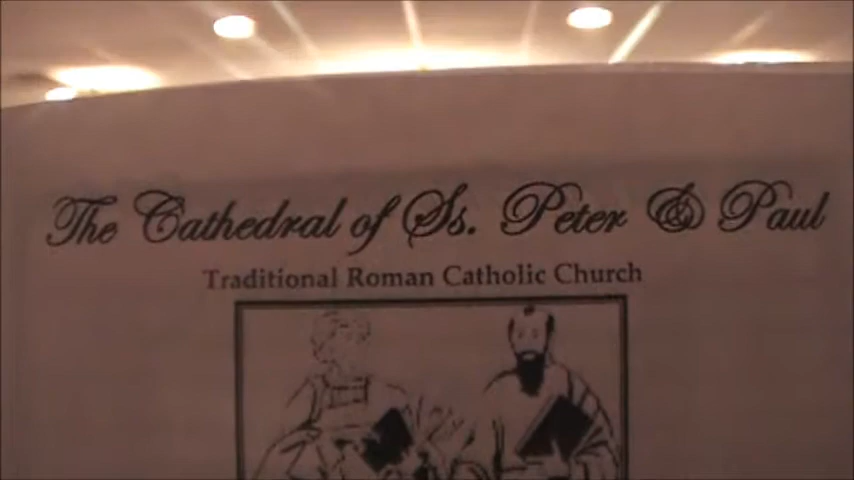 The Cathedral of Ss. Peter & Paul
Traditional Roman Catholic Church